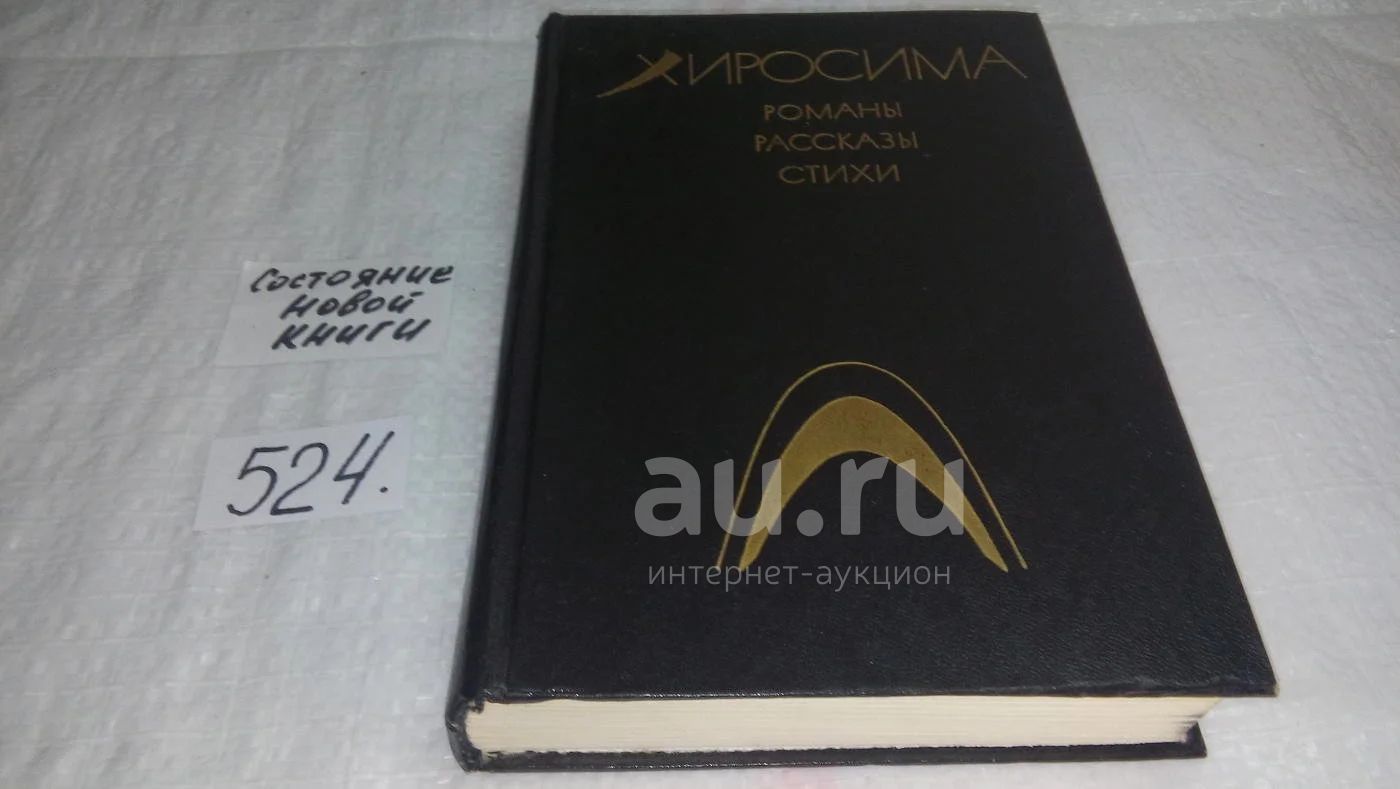 ХИРОСИМА
РОМАНЫ
РАССКАЗЫ
СТИХИ
Состояние
новой
книги
524.
au.ru
интернет-аукцион